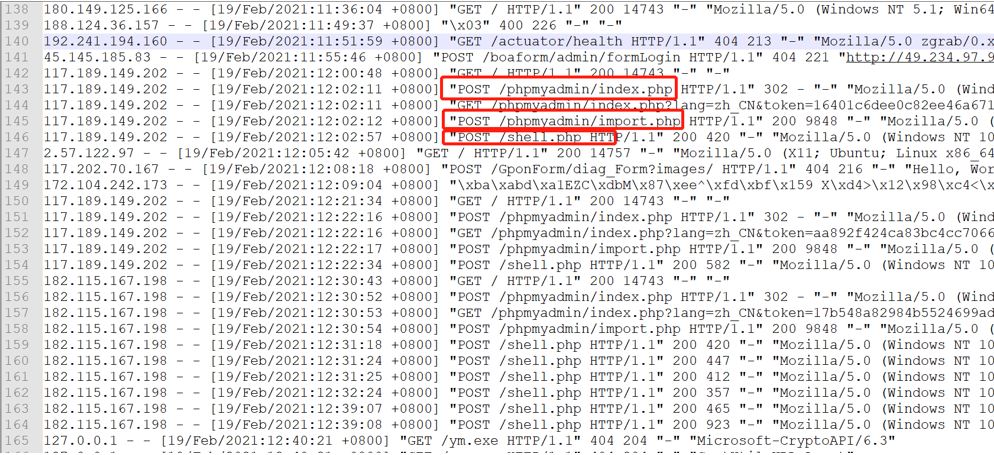 138 180.149.125.166 - - [19/Feb/2021:11:36:04 +0800] "GET / HTTP/1.1" 200 14743 "-" "Mozilla/5.0 (Windows NT 5.1; Win64
139 188.124.36.157 - - [19/Feb/2021:11:49:37 +0800] "\x03" 400 226 "-" "-"
140 192.241.194.160 - - [19/Feb/2021:11:51:59 +0800] "GET /actuator/health HTTP/1.1" 404 213 "-" "Mozilla/5.0 zgrab/0.x
141 45.145.185.83 - - [19/Feb/2021:11:55:46 +0800] "POST /boaform/admin/formLogin HTTP/1.1" 404 221 "http://49.234.97.9
142 117.189.149.202 - - [19/Feb/2021:12:00:48 +0800] "GET / HTTP/1.1" 200 14743 "-" "-"
143 117.189.149.202 - - [19/Feb/2021:12:02:11 +0800] "POST /phpmyadmin/index.php HTTP/1.1" 302 - "-" "Mozilla/5.0 (Wind
144 117.189.149.202 - - [19/Feb/2021:12:02:11 +0800] "GET /phpmyadmin/index.php?lang=zh_CN&token=16401c6dee0c82ee46a671
145 117.189.149.202 - - [19/Feb/2021:12:02:12 +0800] "POST /phpmyadmin/import.php HTTP/1.1" 200 9848 "-" "Mozilla/5.0 (
146 117.189.149.202 - - [19/Feb/2021:12:02:57 +0800] "POST /shell.php HTTP/1.1" 200 420 "-" "Mozilla/5.0 (Windows NT 10
147 2.57.122.97 - - [19/Feb/2021:12:05:42 +0800] "GET / HTTP/1.1" 200 14757 "-" "Mozilla/5.0 (X11; Ubuntu; Linux x86_64
148 117.202.70.167 - - [19/Feb/2021:12:08:18 +0800] "POST /GponForm/diag_Form?images/ HTTP/1.1" 404 216 "-" "Hello, Wor
149 172.104.242.173 - - [19/Feb/2021:12:09:04 +0800] "\xba\xabd\xa1EZC\xdbM\x87\xee^\xfd\xbf\x159 X\xd4>\x12\x98\xc4<\x
150 117.189.149.202 - - [19/Feb/2021:12:21:34 +0800] "GET / HTTP/1.1" 200 14743 "-" "-"
151 117.189.149.202 - - [19/Feb/2021:12:22:16 +0800] "POST /phpmyadmin/index.php HTTP/1.1" 302 - "-" "Mozilla/5.0 (Wind
152 117.189.149.202 - - [19/Feb/2021:12:22:16 +0800] "GET /phpmyadmin/index.php?lang=zh_CN&token=aa892f424ca83bc4cc7066
153 117.189.149.202 - - [19/Feb/2021:12:22:17 +0800] "POST /phpmyadmin/import.php HTTP/1.1" 200 9848 "-" "Mozilla/5.0 (
154 117.189.149.202 - - [19/Feb/2021:12:22:34 +0800] "POST /shell.php HTTP/1.1" 200 582 "-" "Mozilla/5.0 (Windows NT 10
155 182.115.167.198 - - [19/Feb/2021:12:30:43 +0800] "GET / HTTP/1.1" 200 14743 "-" "-"
156 182.115.167.198 - - [19/Feb/2021:12:30:52 +0800] "POST /phpmyadmin/index.php HTTP/1.1" 302 - "-" "Mozilla/5.0 (Wind
157 182.115.167.198 - - [19/Feb/2021:12:30:53 +0800] "GET /phpmyadmin/index.php?lang=zh_CN&token=17b548a82984b5524699ad
158 182.115.167.198 - - [19/Feb/2021:12:30:54 +0800] "POST /phpmyadmin/import.php HTTP/1.1" 200 9848 "-" "Mozilla/5.0 (
159 182.115.167.198 - - [19/Feb/2021:12:31:18 +0800] "POST /shell.php HTTP/1.1" 200 420 "-" "Mozilla/5.0 (Windows NT 10
160 182.115.167.198 - - [19/Feb/2021:12:31:24 +0800] "POST /shell.php HTTP/1.1" 200 447 "-" "Mozilla/5.0 (Windows NT 10
161 182.115.167.198 - - [19/Feb/2021:12:31:25 +0800] "POST /shell.php HTTP/1.1" 200 412 "-" "Mozilla/5.0 (Windows NT 10
162 182.115.167.198 - - [19/Feb/2021:12:32:24 +0800] "POST /shell.php HTTP/1.1" 200 357 "-" "Mozilla/5.0 (Windows NT 10
163 182.115.167.198 - - [19/Feb/2021:12:39:07 +0800] "POST /shell.php HTTP/1.1" 200 465 "-" "Mozilla/5.0 (Windows NT 10
164 182.115.167.198 - - [19/Feb/2021:12:39:08 +0800] "POST /shell.php HTTP/1.1" 200 923 "-" "Mozilla/5.0 (Windows NT 10
165 127.0.0.1 - - [19/Feb/2021:12:40:21 +0800] "GET /ym.exe HTTP/1.1" 404 204 "-" "Microsoft-CryptoAPI/6.3"